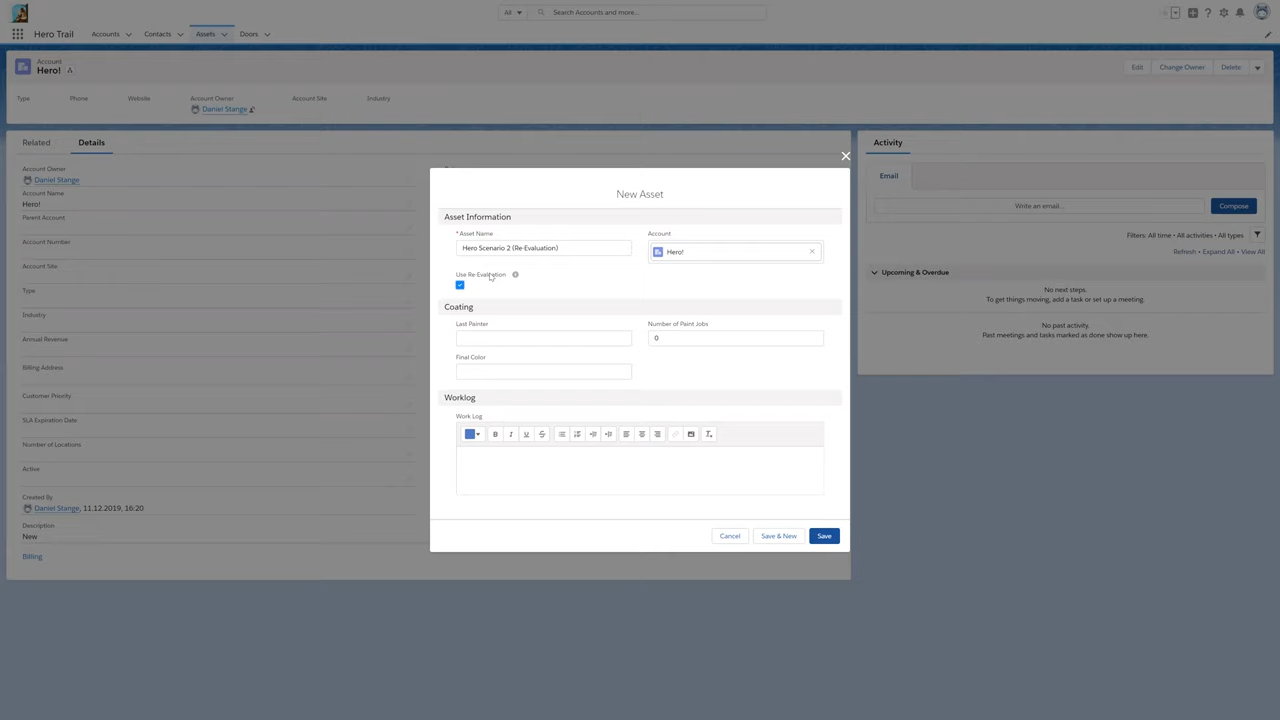 All
Search Accounts and more...
Hero Trail
Accounts
Contacts
Assets
Doors
Account
Hero!
Edit
Change Owner
Delete
Type
Phone
Website
Account Owner
Account Site
Industry
Daniel Stange
Related
Details
Account Owner
Daniel Stange
Account Name
Hero!
Parent Account
Account Number
Account Site
Type
Industry
Annual Revenue
Billing Address
Customer Priority
SLA Expiration Date
Number of Locations
Active
Created By
Daniel Stange, 11.12.2019, 16:20
Description
New
Billing
New Asset
Asset Information
* Asset Name
Account
Hero Scenario 2 (Re-Evaluation)
Hero!
Use Re-Evaluation
Coating
Last Painter
Number of Paint Jobs
0
Final Color
Worklog
Work Log
Cancel
Save & New
Save
Activity
Email
Write an email...
Compose
Filters: All time • All activities • All types
Refresh • Expand All • View All
Upcoming & Overdue
No next steps.
To get things moving, add a task or set up a meeting.
No past activity.
Past meetings and tasks marked as done show up here.